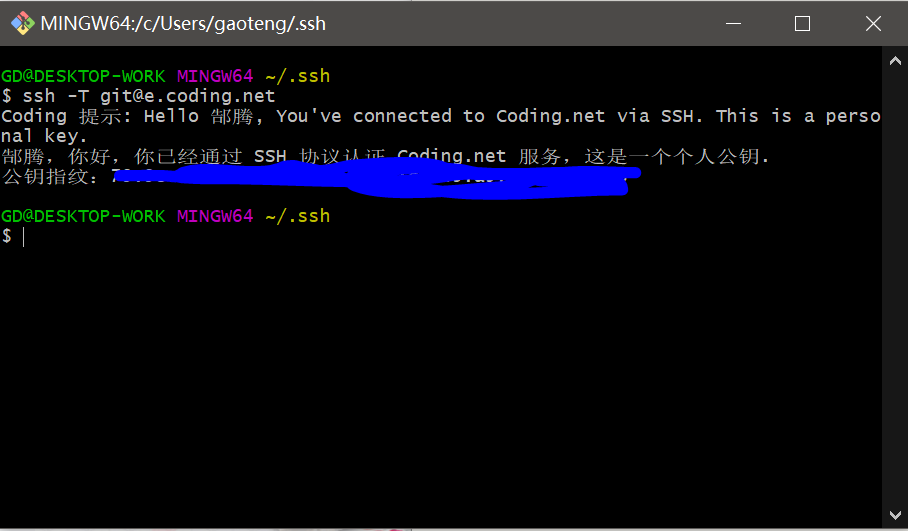 MINGW64:/c/Users/gaoteng/.ssh
GD@DESKTOP-WORK MINGW64 ~/.ssh
$ ssh -T git@e.coding.net
Coding 提示: Hello 郜腾, You've connected to Coding.net via SSH. This is a perso
nal key.
郜腾，你好，你已经通过 SSH 协议认证 Coding.net 服务，这是一个个人公钥.
公钥指纹：
GD@DESKTOP-WORK MINGW64 ~/.ssh
$